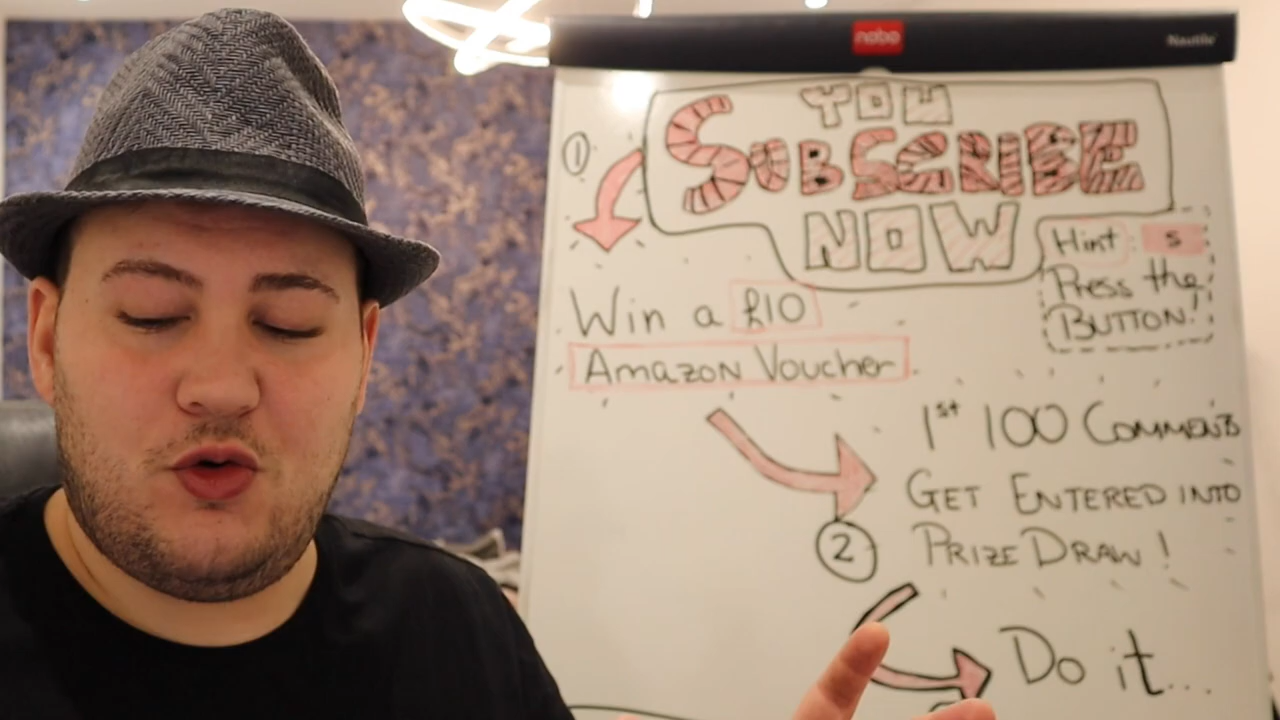 nobo
Nautile
YOU
SUBSCRIBE
NOW
1
Hint: S
Press the
BUTTON!
Win a £10
Amazon Voucher
1st 100 Comments
Get Entered into
Prize Draw!
2
Do it...